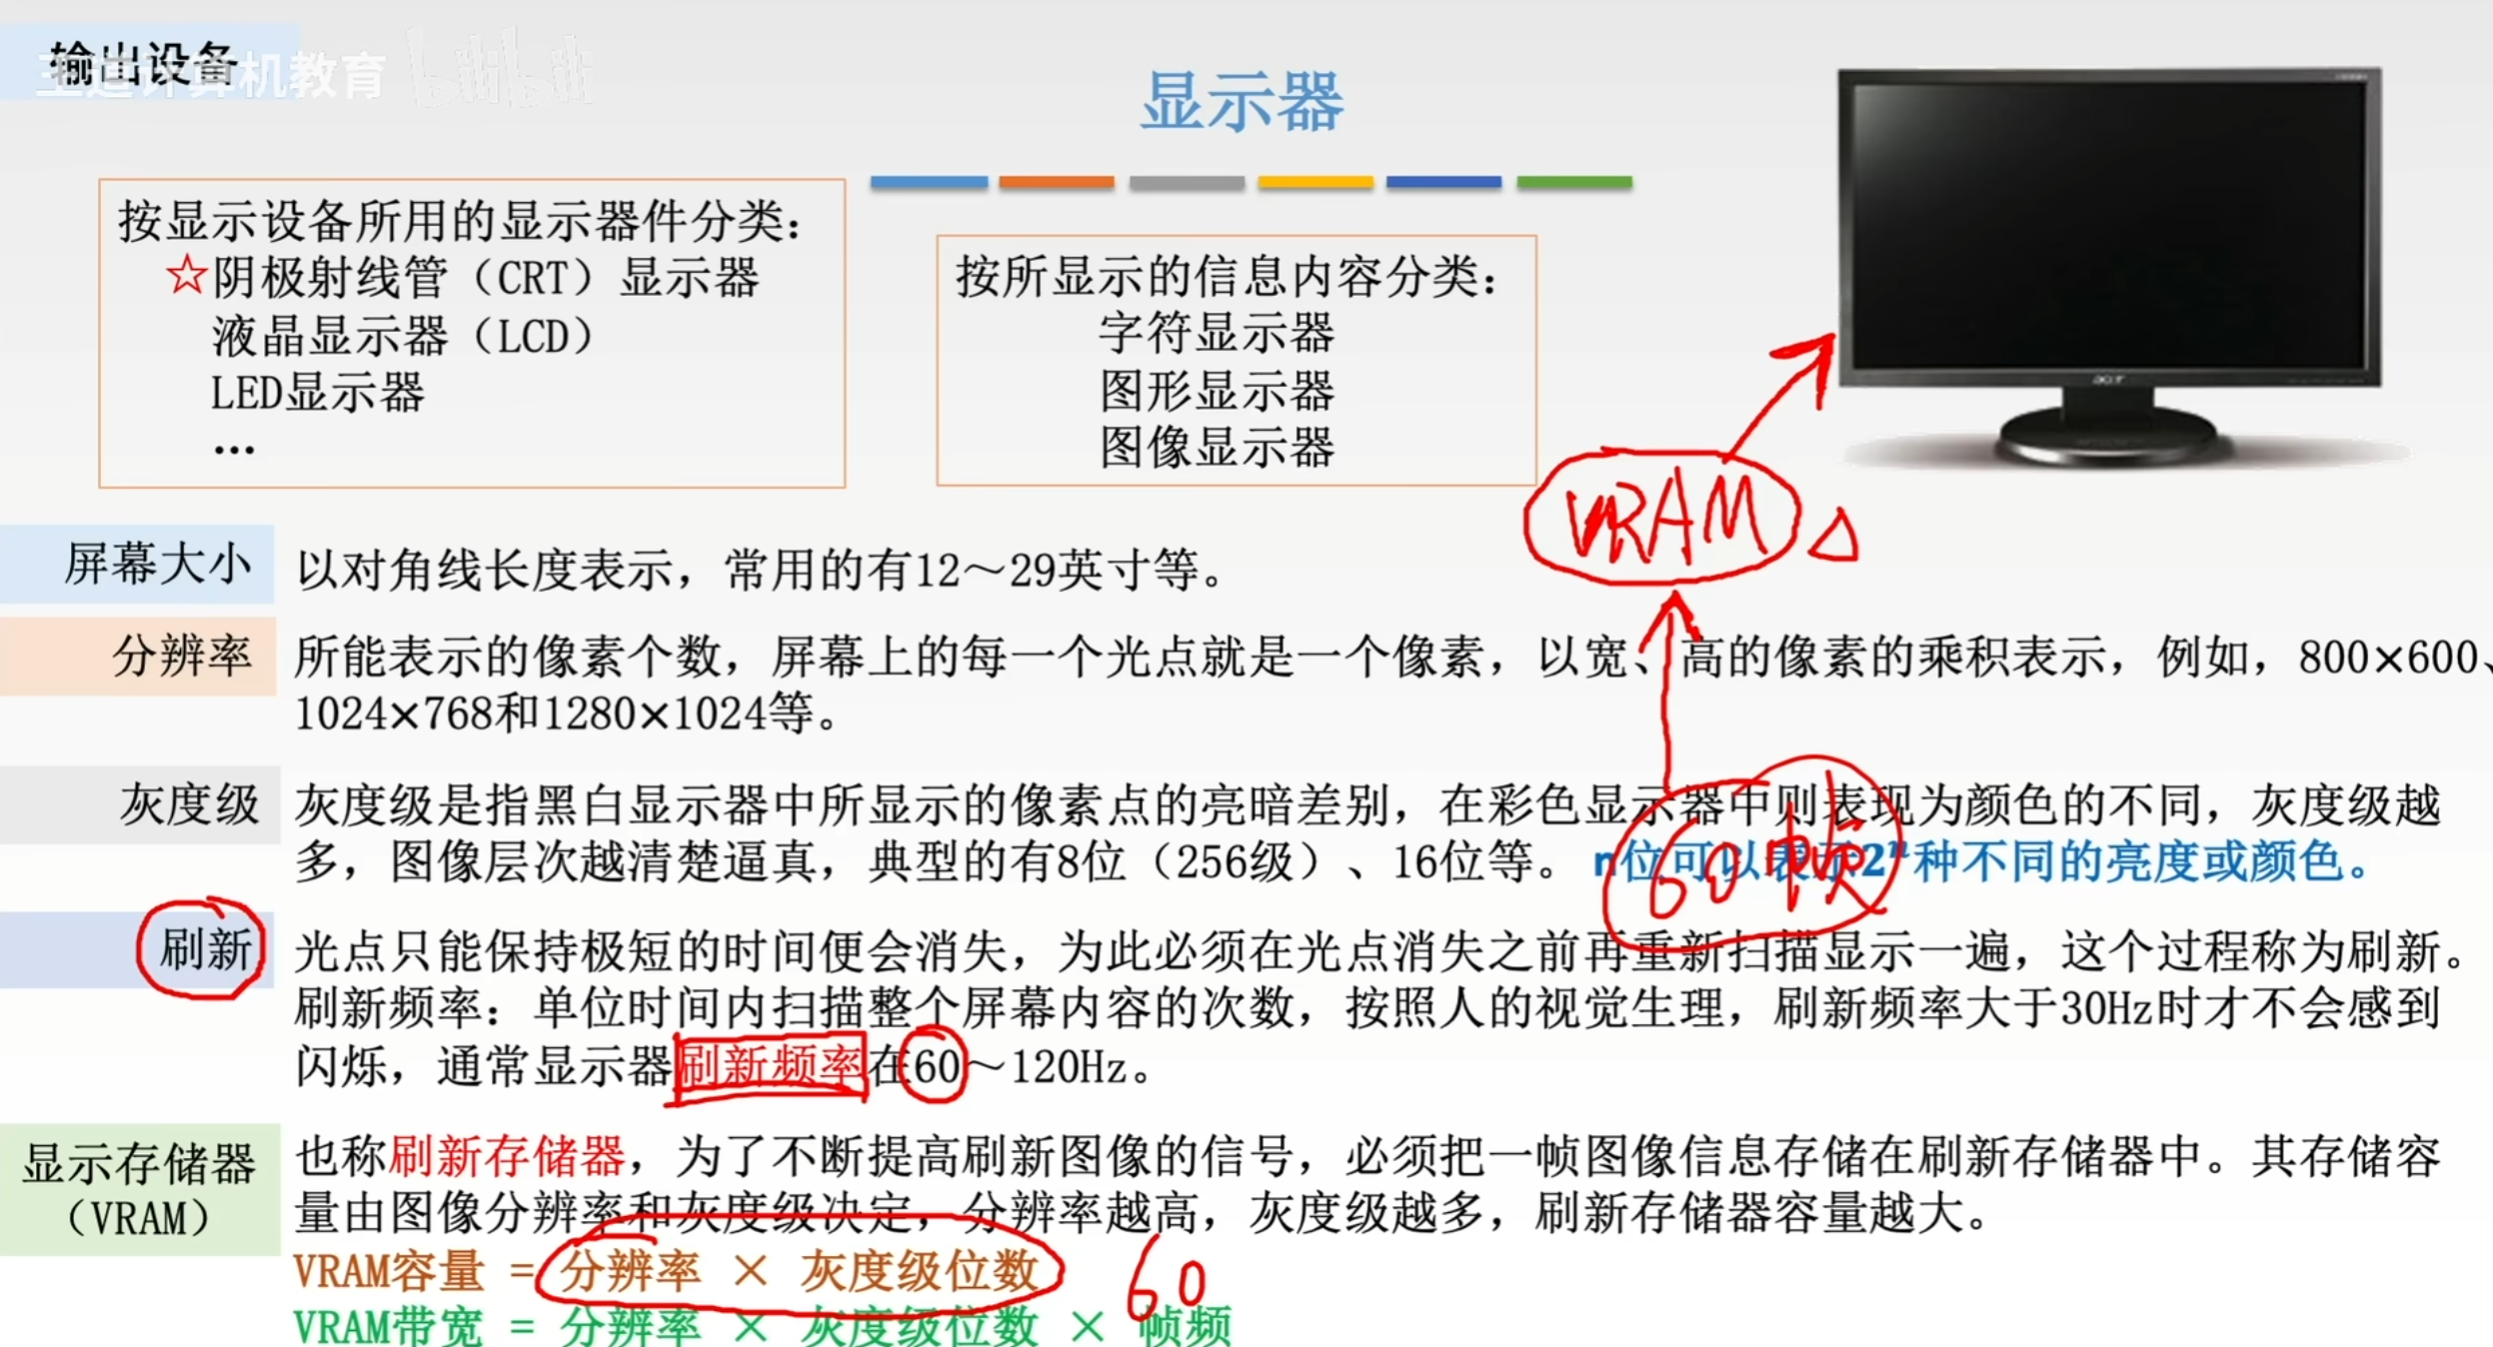 输出设备
王道计算机教育 bilibili
显示器
按显示设备所用的显示器件分类：
☆阴极射线管（CRT）显示器
液晶显示器（LCD）
LED显示器
…
按所显示的信息内容分类：
字符显示器
图形显示器
图像显示器
acer
VRAM
屏幕大小
以对角线长度表示，常用的有12～29英寸等。
分辨率
所能表示的像素个数，屏幕上的每一个光点就是一个像素，以宽、高的像素的乘积表示，例如，800×600、
1024×768和1280×1024等。
灰度级
灰度级是指黑白显示器中所显示的像素点的亮暗差别，在彩色显示器中则表现为颜色的不同，灰度级越
多，图像层次越清楚逼真，典型的有8位（256级）、16位等。 n位可以表示2ⁿ种不同的亮度或颜色。
60帧
刷新
光点只能保持极短的时间便会消失，为此必须在光点消失之前再重新扫描显示一遍，这个过程称为刷新。
刷新频率：单位时间内扫描整个屏幕内容的次数，按照人的视觉生理，刷新频率大于30Hz时才不会感到
闪烁，通常显示器刷新频率在60～120Hz。
显示存储器
（VRAM）
也称刷新存储器，为了不断提高刷新图像的信号，必须把一帧图像信息存储在刷新存储器中。其存储容
量由图像分辨率和灰度级决定，分辨率越高，灰度级越多，刷新存储器容量越大。
VRAM容量 = 分辨率 × 灰度级位数
60
VRAM带宽 = 分辨率 × 灰度级位数 × 帧频